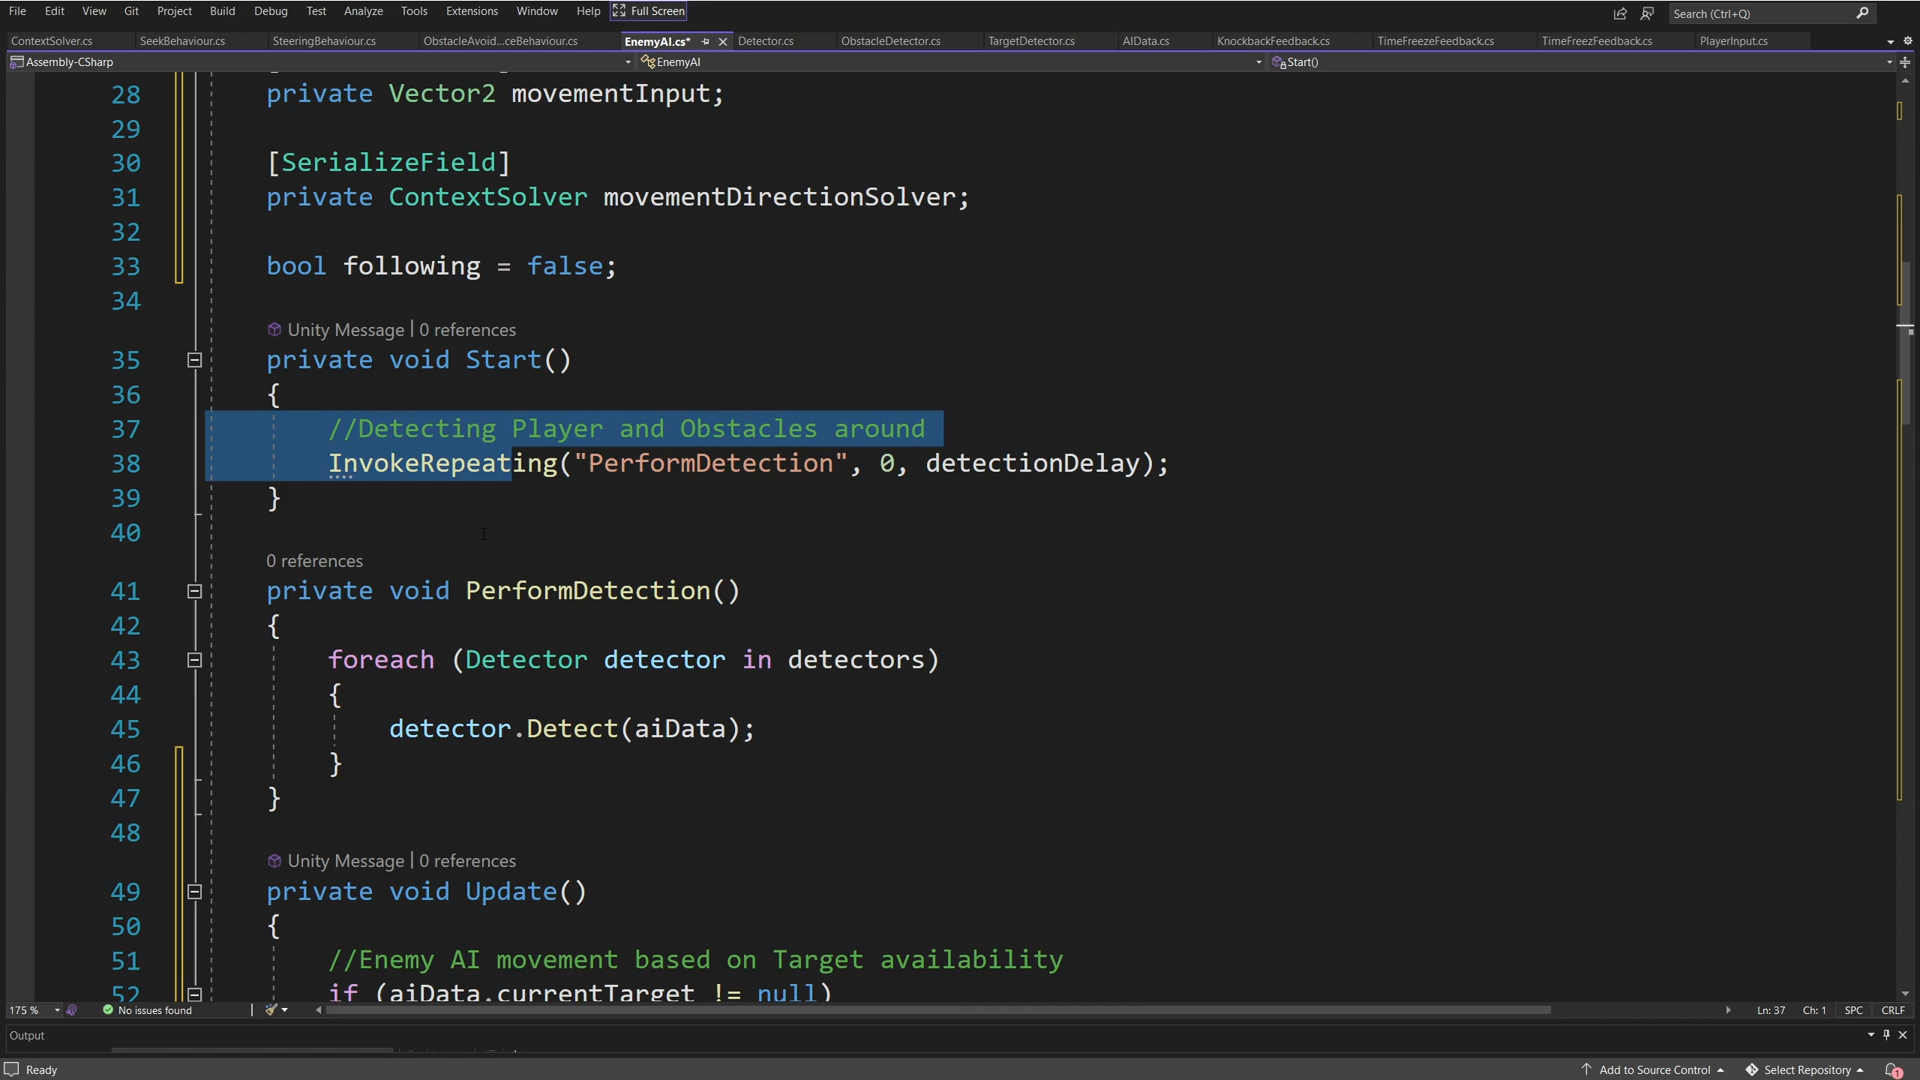 File Edit View Git Project Build Debug Test Analyze Tools Extensions Window Help Full Screen Search (Ctrl+Q)
ContextSolver.cs SeekBehaviour.cs SteeringBehaviour.cs ObstacleAvoid...ceBehaviour.cs EnemyAI.cs* Detector.cs ObstacleDetector.cs TargetDetector.cs AIData.cs KnockbackFeedback.cs TimeFreezeFeedback.cs TimeFreezFeedback.cs PlayerInput.cs
Assembly-CSharp EnemyAI Start()
28 private Vector2 movementInput;
29
30 [SerializeField]
31 private ContextSolver movementDirectionSolver;
32
33 bool following = false;
34
Unity Message | 0 references
35 private void Start()
36 {
37 //Detecting Player and Obstacles around
38 InvokeRepeating("PerformDetection", 0, detectionDelay);
39 }
40
0 references
41 private void PerformDetection()
42 {
43 foreach (Detector detector in detectors)
44 {
45 detector.Detect(aiData);
46 }
47 }
48
Unity Message | 0 references
49 private void Update()
50 {
51 //Enemy AI movement based on Target availability
52 if (aiData.currentTarget != null)
175 % No issues found Ln: 37 Ch: 1 SPC CRLF
Output
Ready Add to Source Control Select Repository 1